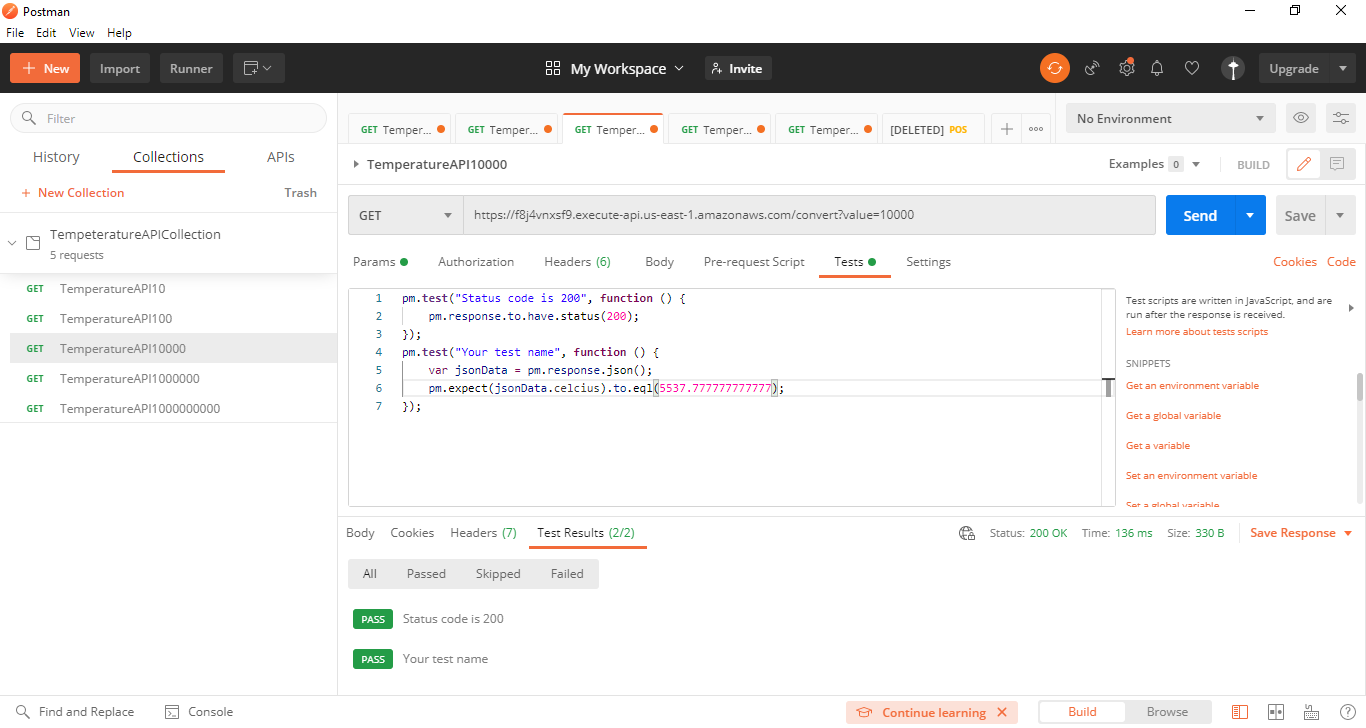 Postman
File Edit View Help
New Import Runner My Workspace Invite Upgrade
Filter
History Collections APIs
New Collection Trash
TempeteratureAPICollection
5 requests
GET TemperatureAPI10
GET TemperatureAPI100
GET TemperatureAPI10000
GET TemperatureAPI1000000
GET TemperatureAPI1000000000
GET Temper... GET Temper... GET Temper... GET Temper... GET Temper... [DELETED] POS
No Environment
TemperatureAPI10000 Examples 0 BUILD
GET https://f8j4vnxsf9.execute-api.us-east-1.amazonaws.com/convert?value=10000 Send Save
Params Authorization Headers (6) Body Pre-request Script Tests Settings Cookies Code
1 pm.test("Status code is 200", function () {
2 pm.response.to.have.status(200);
3 });
4 pm.test("Your test name", function () {
5 var jsonData = pm.response.json();
6 pm.expect(jsonData.celcius).to.eql(5537.777777777777);
7 });
Test scripts are written in JavaScript, and are
run after the response is received.
Learn more about tests scripts
SNIPPETS
Get an environment variable
Get a global variable
Get a variable
Set an environment variable
Set a global variable
Body Cookies Headers (7) Test Results (2/2) Status: 200 OK Time: 136 ms Size: 330 B Save Response
All Passed Skipped Failed
PASS Status code is 200
PASS Your test name
Find and Replace Console Continue learning Build Browse